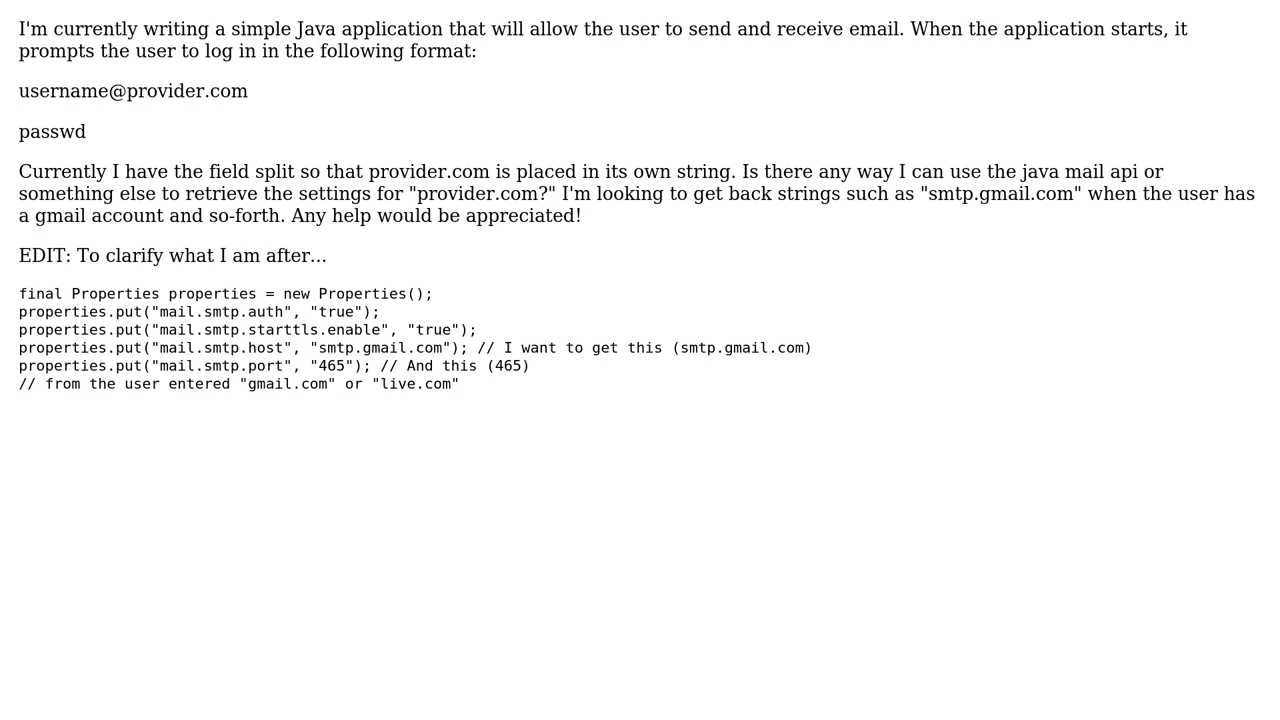 I'm currently writing a simple Java application that will allow the user to send and receive email. When the application starts, it
prompts the user to log in in the following format:
username@provider.com
passwd
Currently I have the field split so that provider.com is placed in its own string. Is there any way I can use the java mail api or
something else to retrieve the settings for "provider.com?" I'm looking to get back strings such as "smtp.gmail.com" when the user has
a gmail account and so-forth. Any help would be appreciated!
EDIT: To clarify what I am after...
final Properties properties = new Properties();
properties.put("mail.smtp.auth", "true");
properties.put("mail.smtp.starttls.enable", "true");
properties.put("mail.smtp.host", "smtp.gmail.com"); // I want to get this (smtp.gmail.com)
properties.put("mail.smtp.port", "465"); // And this (465)
// from the user entered "gmail.com" or "live.com"